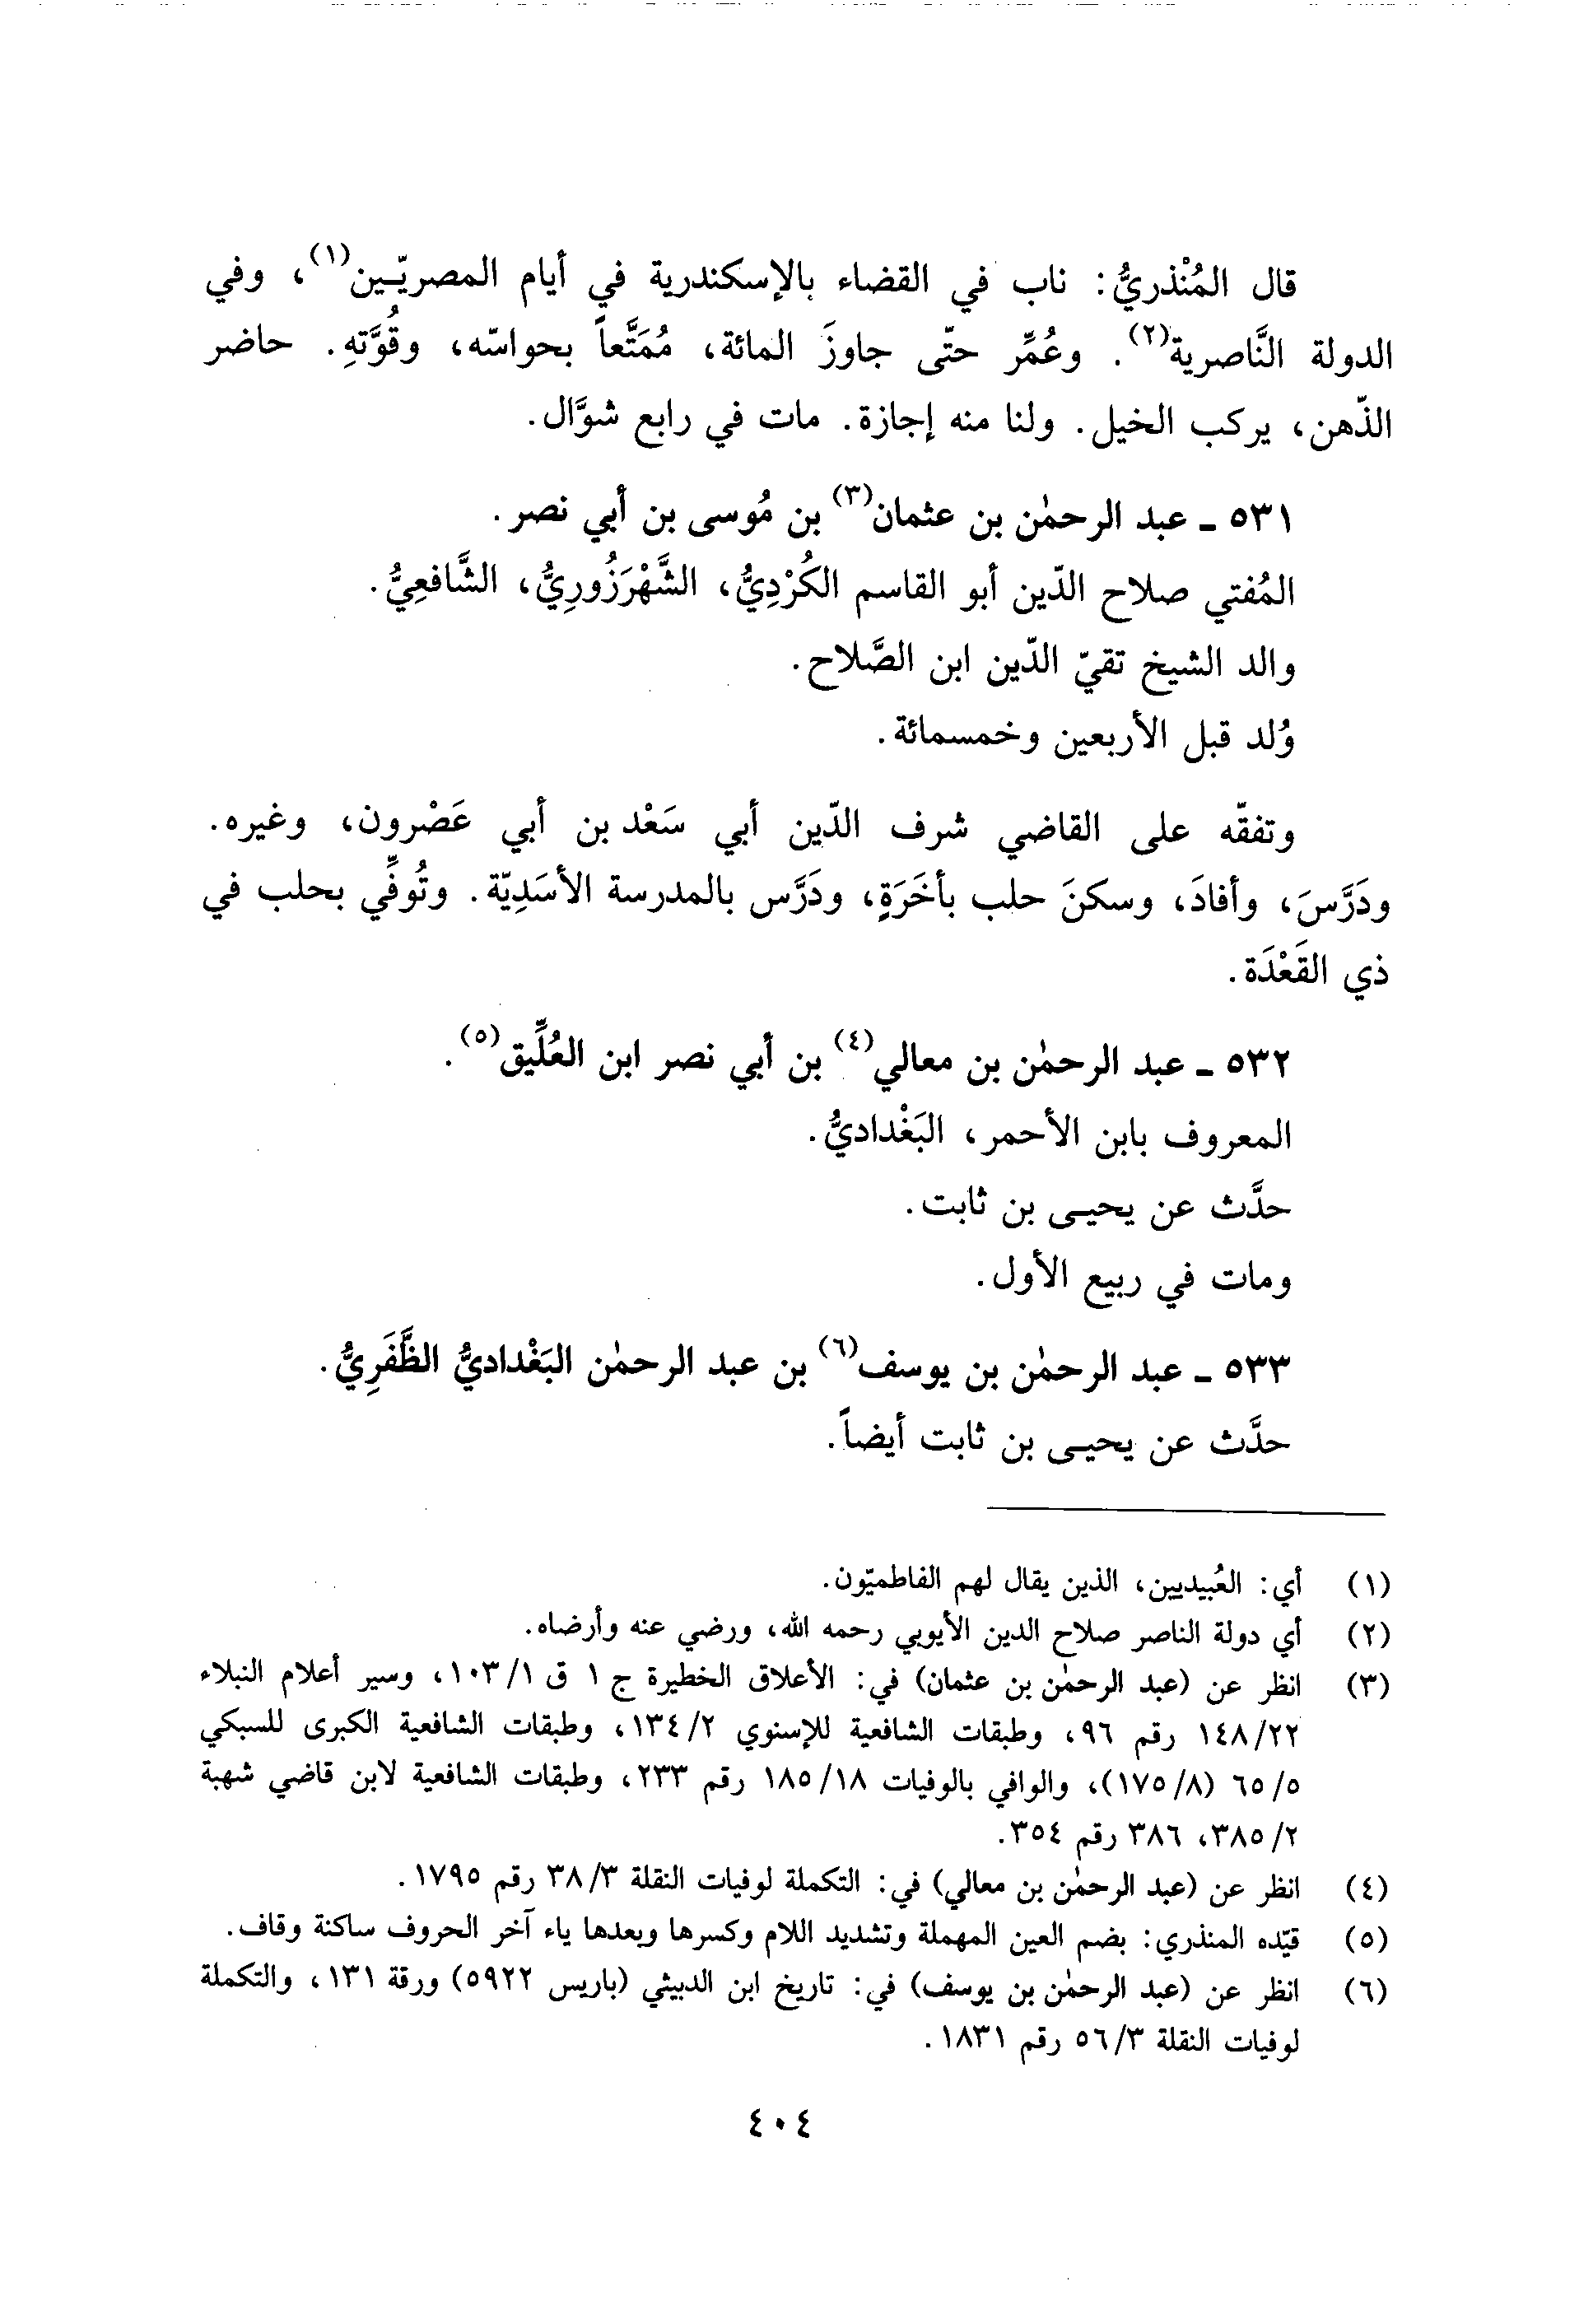 قال المُنْذريُّ: ناب في القضاء بالإسكندرية في أيام المصريّـين(١)، وفي
الدولة النَّاصرية(٢). وعُمِّر حتّى جاوزَ المائة، مُمَتَّعاً بحواسّه، وقُوَّتهِ. حاضر
الذّهن، يركب الخيل. ولنا منه إجازة. مات في رابع شوَّال.
٥٣١ ـ عبد الرحمٰن بن عثمان(٣) بن مُوسى بن أبي نصر.
المُفتي صلاح الدّين أبو القاسم الكُرْدِيُّ، الشَّهْرَزُورِيُّ، الشَّافعِيُّ.
والد الشيخ تقيّ الدّين ابن الصَّلاح.
وُلد قبل الأربعين وخمسمائة.
وتفقّه على القاضي شرف الدّين أبي سَعْد بن أبي عَصْرون، وغيره.
ودَرَّسَ، وأفادَ، وسكنَ حلب بأَخَرَةٍ، ودَرَّس بالمدرسة الأسَدِيّة. وتُوفِّي بحلب في
ذي القَعْدَة.
٥٣٢ ـ عبد الرحمٰن بن معالي(٤) بن أبي نصر ابن العُلِّيق(٥).
المعروف بابن الأحمر، البَغْداديُّ.
حدَّث عن يحيـى بن ثابت.
ومات في ربيع الأول.
٥٣٣ ـ عبد الرحمٰن بن يوسف(٦) بن عبد الرحمٰن البَغْداديُّ الظَّفَرِيُّ.
حدَّث عن يحيـى بن ثابت أيضاً.
(١) أي: العُبيديين، الذين يقال لهم الفاطميّون.
(٢) أي دولة الناصر صلاح الدين الأيوبي رحمه الله، ورضي عنه وأرضاه.
(٣) انظر عن (عبد الرحمٰن بن عثمان) في: الأعلاق الخطيرة ج ١ ق ١٠٣/١، وسير أعلام النبلاء
١٤٨/٢٢ رقم ٩٦، وطبقات الشافعية للإسنوي ١٣٤/٢، وطبقات الشافعية الكبرى للسبكي
٦٥/٥ (١٧٥/٨)، والوافي بالوفيات ١٨٥/١٨ رقم ٢٣٣، وطبقات الشافعية لابن قاضي شهبة
٣٨٥/٢، ٣٨٦ رقم ٣٥٤.
(٤) انظر عن (عبد الرحمٰن بن معالي) في: التكملة لوفيات النقلة ٣٨/٣ رقم ١٧٩٥.
(٥) قيّده المنذري: بضم العين المهملة وتشديد اللام وكسرها وبعدها ياء آخر الحروف ساكنة وقاف.
(٦) انظر عن (عبد الرحمٰن بن يوسف) في: تاريخ ابن الدبيثي (باريس ٥٩٢٢) ورقة ١٣١، والتكملة
لوفيات النقلة ٥٦/٣ رقم ١٨٣١.
٤٠٤